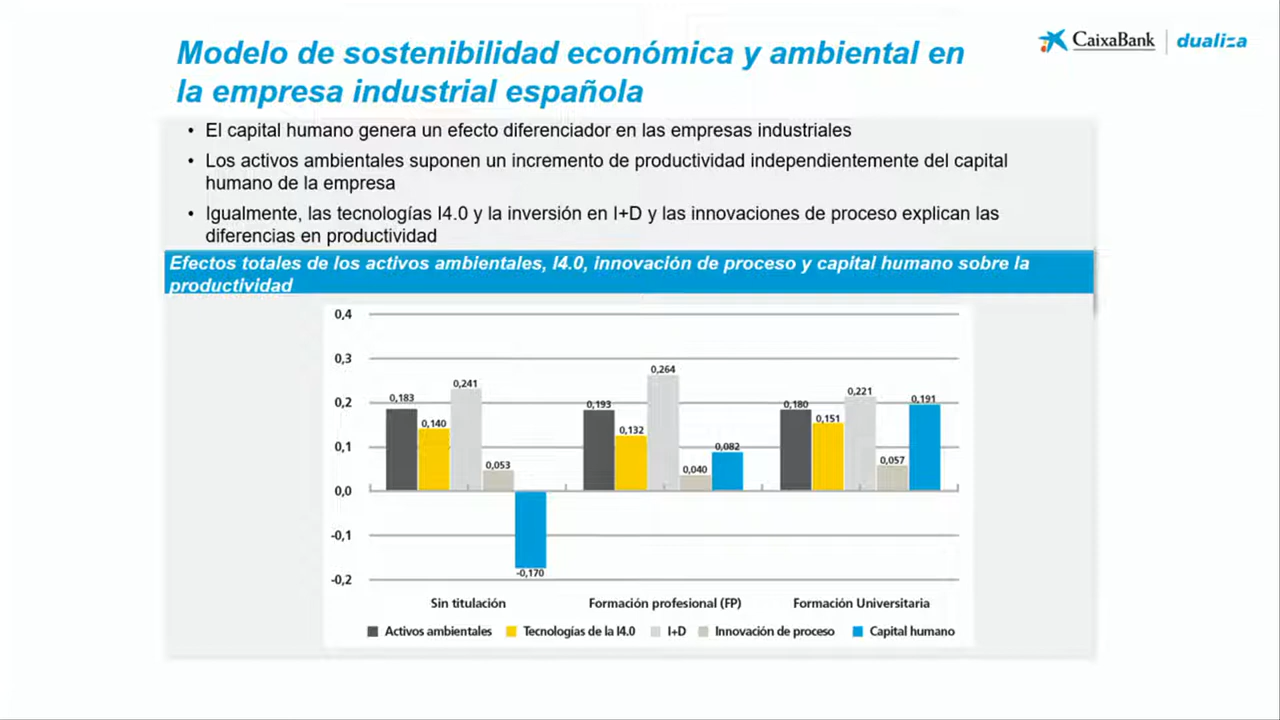 Modelo de sostenibilidad económica y ambiental en
la empresa industrial española
CaixaBank
dualiza
• El capital humano genera un efecto diferenciador en las empresas industriales
• Los activos ambientales suponen un incremento de productividad independientemente del capital
humano de la empresa
• Igualmente, las tecnologías I4.0 y la inversión en I+D y las innovaciones de proceso explican las
diferencias en productividad
Efectos totales de los activos ambientales, I4.0, innovación de proceso y capital humano sobre la
productividad
0,4
0,3
0,2
0,1
0,0
-0,1
-0,2
0,183
0,140
0,241
0,053
-0,170
0,193
0,132
0,264
0,040
0,082
0,180
0,151
0,221
0,057
0,191
Sin titulación
Formación profesional (FP)
Formación Universitaria
Activos ambientales
Tecnologías de la I4.0
I+D
Innovación de proceso
Capital humano